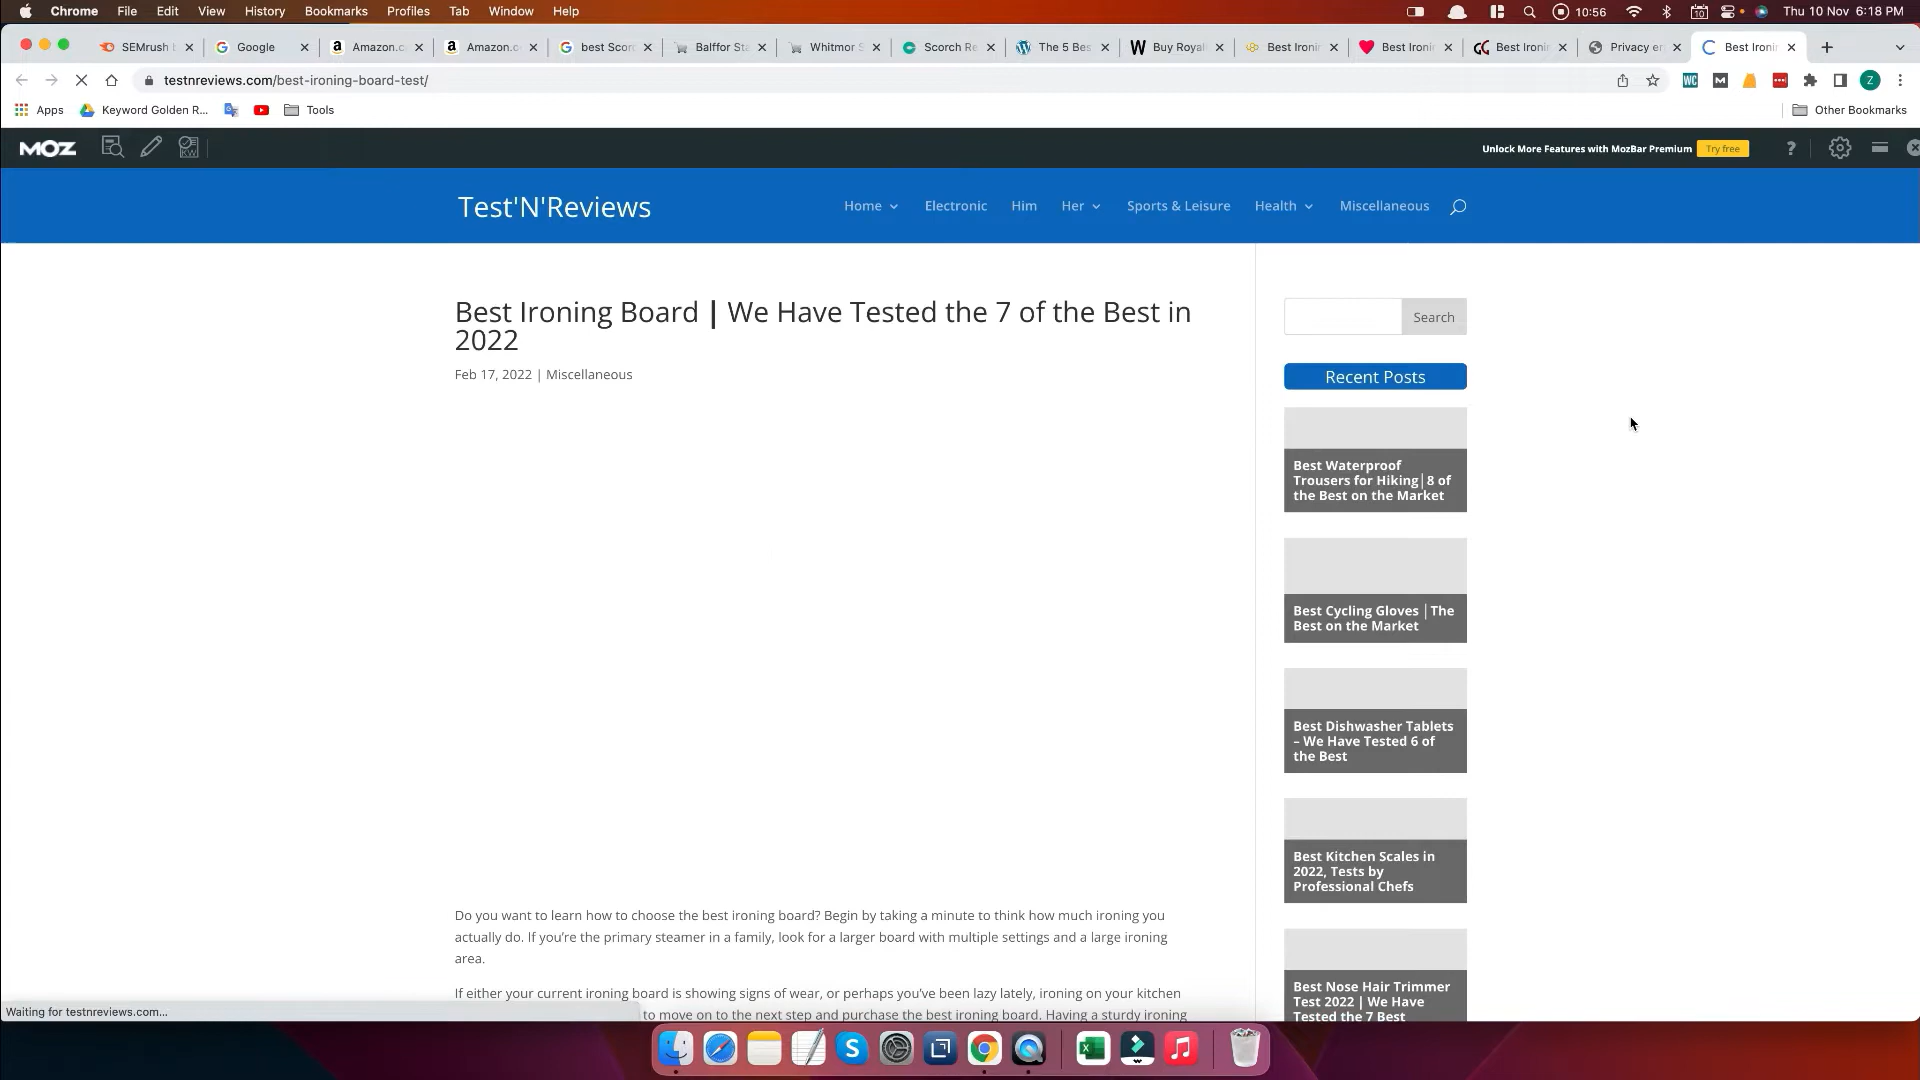 Chrome File Edit View History Bookmarks Profiles Tab Window Help 10:56 10 Thu 10 Nov 6:18 PM
SEMrush Google Amazon.c Amazon.c best Scor Balffor Sta Whitmor S Scorch Re The 5 Bes Buy Royal Best Ironin Best Ironin Best Ironin Privacy er Best Ironin
testnreviews.com/best-ironing-board-test/
Apps Keyword Golden R... Tools Other Bookmarks
MOZ Unlock More Features with MozBar Premium Try free ?
Test'N'Reviews Home Electronic Him Her Sports & Leisure Health Miscellaneous
Best Ironing Board | We Have Tested the 7 of the Best in
2022
Feb 17, 2022 | Miscellaneous
Do you want to learn how to choose the best ironing board? Begin by taking a minute to think how much ironing you
actually do. If you're the primary steamer in a family, look for a larger board with multiple settings and a large ironing
area.
If either your current ironing board is showing signs of wear, or perhaps you've been lazy lately, ironing on your kitchen
to move on to the next step and purchase the best ironing board. Having a sturdy ironing
Search
Recent Posts
Best Waterproof
Trousers for Hiking|8 of
the Best on the Market
Best Cycling Gloves |The
Best on the Market
Best Dishwasher Tablets
– We Have Tested 6 of
the Best
Best Kitchen Scales in
2022, Tests by
Professional Chefs
Best Nose Hair Trimmer
Test 2022 | We Have
Tested the 7 Best
Waiting for testnreviews.com...